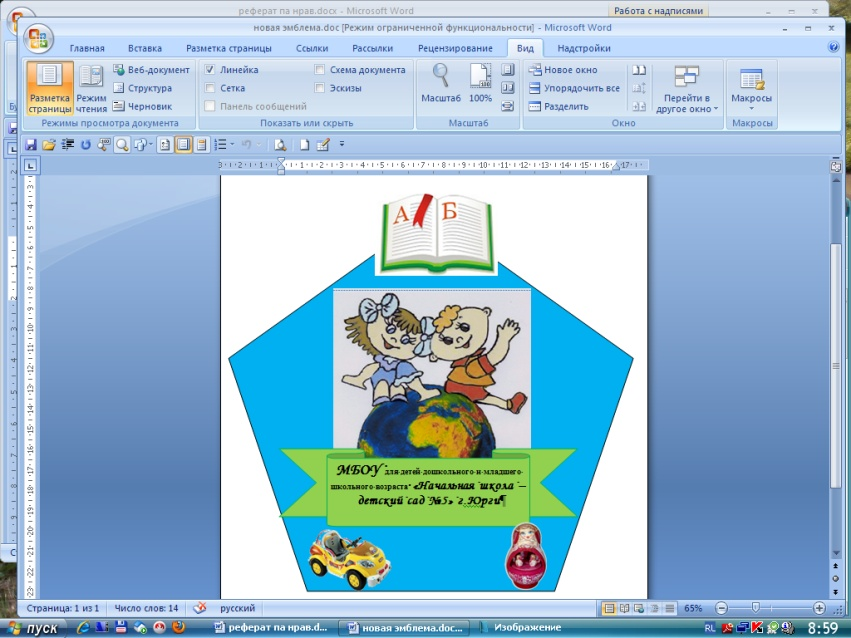 реферат па нрав.docx - Microsoft Word
Работа с надписями
новая эмблема.doc [Режим ограниченной функциональности] - Microsoft Word
Главная
Вставка
Разметка страницы
Ссылки
Рассылки
Рецензирование
Вид
Надстройки
Разметка страницы
Режим чтения
Веб-документ
Структура
Черновик
Режимы просмотра документа
Линейка
Сетка
Панель сообщений
Схема документа
Эскизы
Показать или скрыть
Масштаб
100%
Масштаб
Новое окно
Упорядочить все
Разделить
Перейти в другое окно
Окно
Макросы
Макросы
А Б
МБОУ "для детей дошкольного и младшего
школьного возраста" «Начальная школа –
детский сад №5» г.Юрги¶
Страница: 1 из 1
Число слов: 14
русский
65%
пуск
реферат па нрав.d...
новая эмблема.doc...
Изображение
RL
8:59